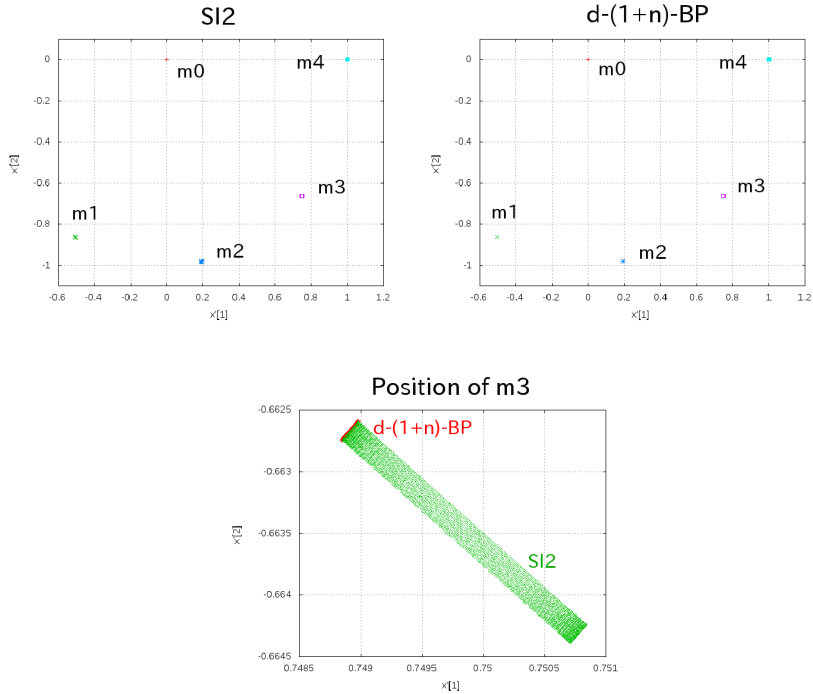 SI2
d-(1+n)-BP
0
-0.2
-0.4
-0.6
-0.8
-1
x'[2]
m0
m4
m3
m1
m2
-0.6 -0.4 -0.2 0 0.2 0.4 0.6 0.8 1 1.2
x'[1]
0
-0.2
-0.4
-0.6
-0.8
-1
x'[2]
m0
m4
m3
m1
m2
-0.6 -0.4 -0.2 0 0.2 0.4 0.6 0.8 1 1.2
x'[1]
Position of m3
-0.6625
-0.663
-0.6635
-0.664
-0.6645
x'[2]
d-(1+n)-BP
SI2
0.7485 0.749 0.7495 0.75 0.7505 0.751
x'[1]